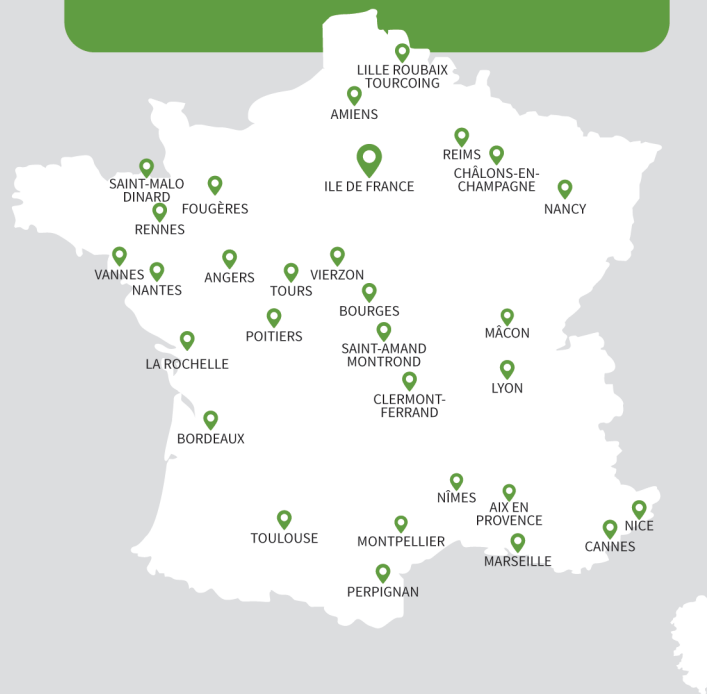 LILLE ROUBAIX
TOURCOING
AMIENS
REIMS
CHÂLONS-EN-
CHAMPAGNE
ILE DE FRANCE
SAINT-MALO
DINARD
FOUGÈRES
NANCY
RENNES
VANNES
NANTES
ANGERS
TOURS
VIERZON
BOURGES
POITIERS
MÂCON
SAINT-AMAND
MONTROND
LA ROCHELLE
LYON
CLERMONT-
FERRAND
BORDEAUX
NÎMES
AIX EN
PROVENCE
NICE
TOULOUSE
MONTPELLIER
CANNES
MARSEILLE
PERPIGNAN